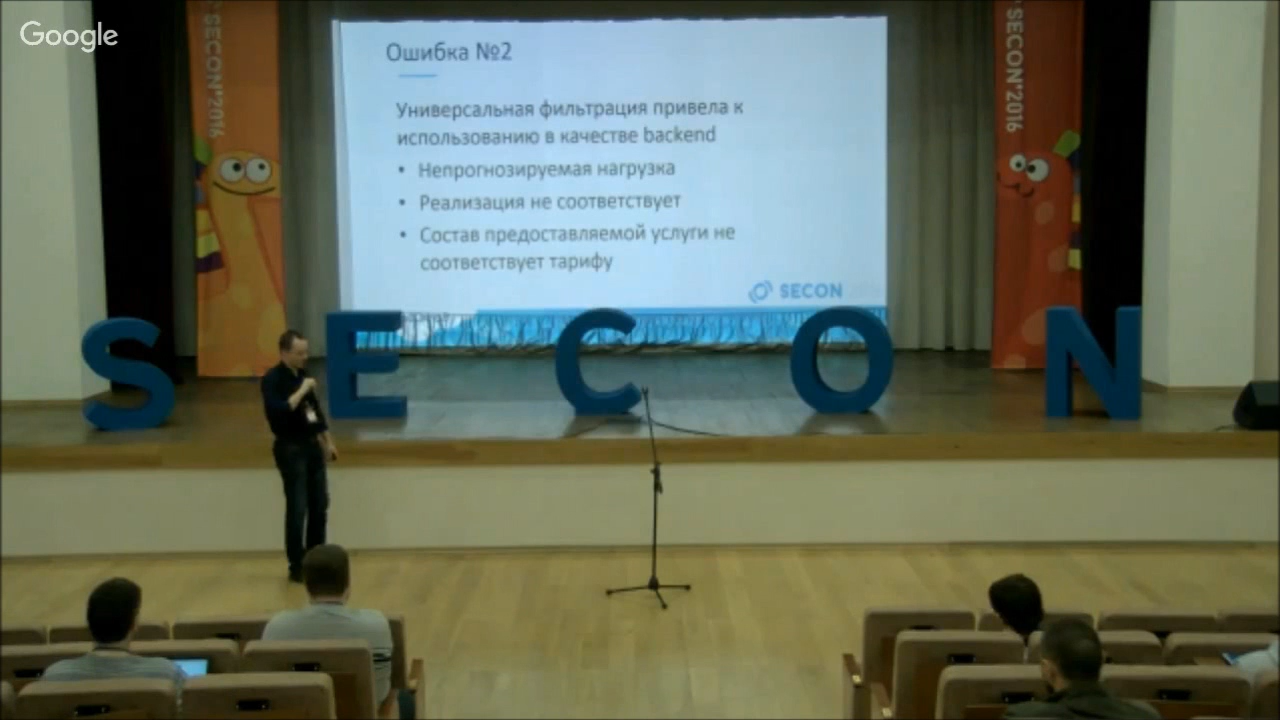 Google
SECON'2016
SECON'2016
Ошибка №2
Универсальная фильтрация привела к
использованию в качестве backend
• Непрогнозируемая нагрузка
• Реализация не соответствует
• Состав предоставляемой услуги не
соответствует тарифу
SECON
SECON